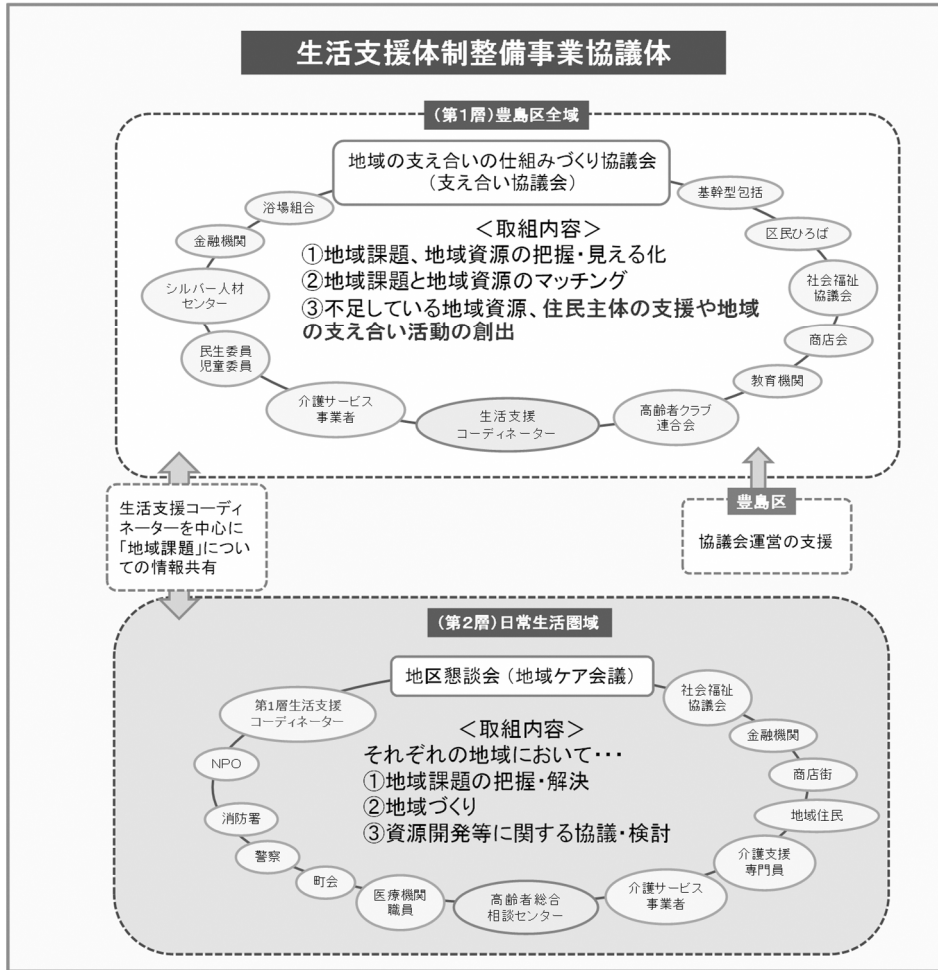 生活支援体制整備事業協議体
(第1層)豊島区全域
地域の支え合いの仕組みづくり協議会
(支え合い協議会)
浴場組合
金融機関
シルバー人材
センター
民生委員
児童委員
介護サービス
事業者
生活支援
コーディネーター
高齢者クラブ
連合会
教育機関
商店会
社会福祉
協議会
区民ひろば
基幹型包括
<取組内容>
①地域課題、地域資源の把握・見える化
②地域課題と地域資源のマッチング
③不足している地域資源、住民主体の支援や地域
の支え合い活動の創出
生活支援コーディ
ネーターを中心に
「地域課題」につい
ての情報共有
豊島区
協議会運営の支援
(第2層)日常生活圏域
地区懇談会(地域ケア会議)
第1層生活支援
コーディネーター
NPO
消防署
警察
町会
医療機関
職員
高齢者総合
相談センター
介護サービス
事業者
介護支援
専門員
地域住民
商店街
金融機関
社会福祉
協議会
<取組内容>
それぞれの地域において・・・
①地域課題の把握・解決
②地域づくり
③資源開発等に関する協議・検討